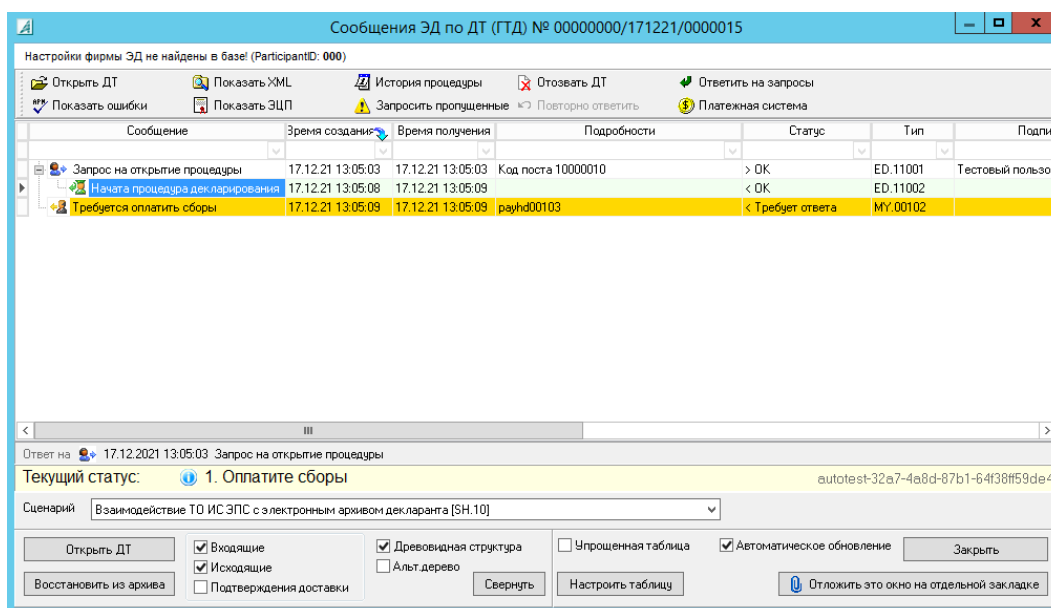 Сообщения ЭД по ДТ (ГТД) № 00000000/171221/0000015
Настройки фирмы ЭД не найдены в базе! (ParticipantID: 000)
Открыть ДТ Показать XML История процедуры Отозвать ДТ Ответить на запросы
Показать ошибки Показать ЭЦП Запросить пропущенные Повторно ответить Платежная система
Сообщение Время создания Время получения Подробности Статус Тип Подпи
Запрос на открытие процедуры 17.12.21 13:05:03 17.12.21 13:05:03 Код поста 10000010 > OK ED.11001 Тестовый пользо
Начата процедура декларирования 17.12.21 13:05:08 17.12.21 13:05:09 < OK ED.11002
Требуется оплатить сборы 17.12.21 13:05:09 17.12.21 13:05:09 payhd00103 < Требует ответа MY.00102
Ответ на 17.12.2021 13:05:03 Запрос на открытие процедуры
Текущий статус: 1. Оплатите сборы autotest-32a7-4a8d-87b1-64f38ff59de4
Сценарий Взаимодействие ТО ИС ЭПС с электронным архивом декларанта [SH.10]
Открыть ДТ Входящие Древовидная структура Упрощенная таблица Автоматическое обновление Закрыть
Исходящие Альт.дерево
Восстановить из архива Подтверждения доставки Свернуть Настроить таблицу Отложить это окно на отдельной закладке